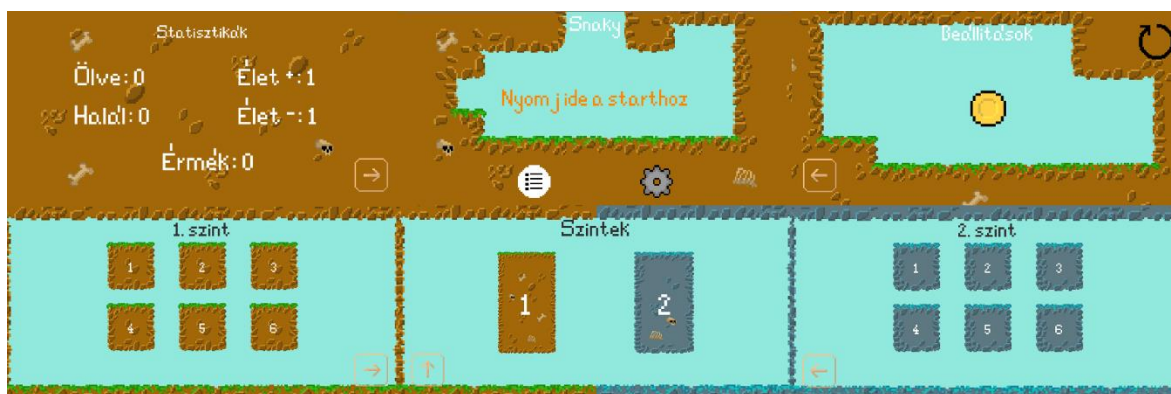 Statisztikák
Ölve:0
Élet +:1
Halál:0
Élet -:1
Érmék:0
Snaky
Nyomj ide a starthoz
Beállitások
1. szint
1
2
3
4
5
6
Szintek
1
2
2. szint
1
2
3
4
5
6